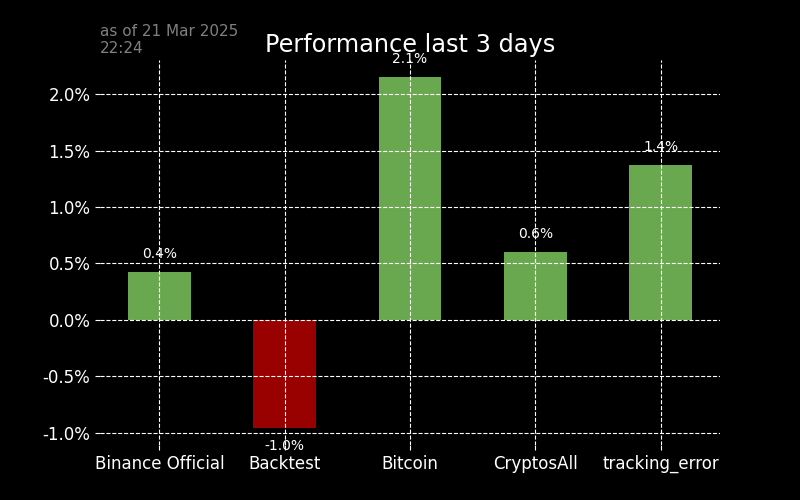 as of 21 Mar 2025
22:24
Performance last 3 days
2.0%
1.5%
1.0%
0.5%
0.0%
-0.5%
-1.0%
0.4%
-1.0%
2.1%
0.6%
1.4%
Binance Official
Backtest
Bitcoin
CryptosAll
tracking_error